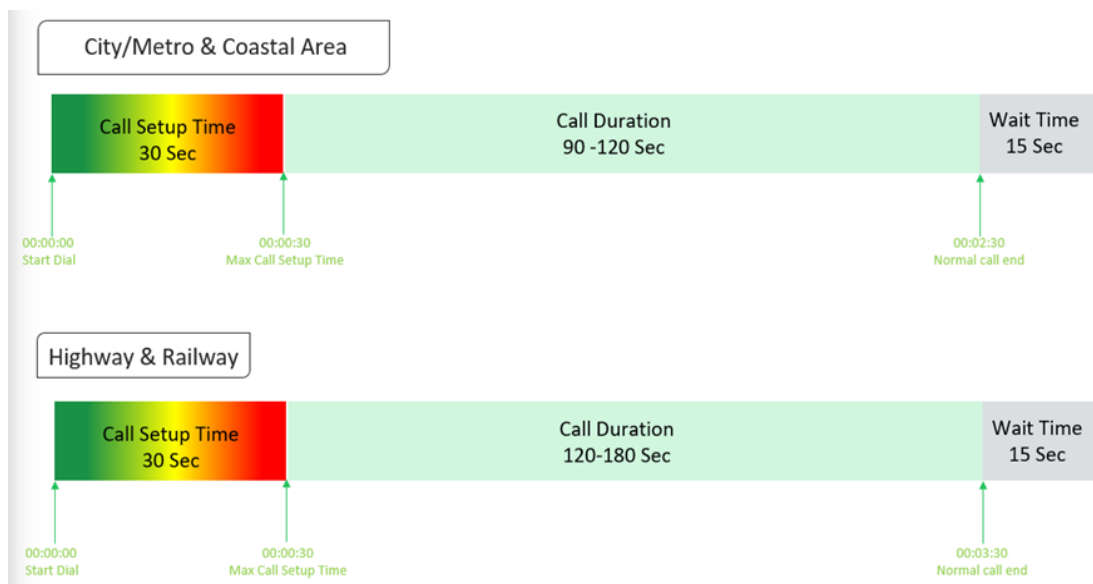 City/Metro & Coastal Area
Call Setup Time
30 Sec
Call Duration
90 -120 Sec
Wait Time
15 Sec
00:00:00
Start Dial
00:00:30
Max Call Setup Time
00:02:30
Normal call end
Highway & Railway
Call Setup Time
30 Sec
Call Duration
120-180 Sec
Wait Time
15 Sec
00:00:00
Start Dial
00:00:30
Max Call Setup Time
00:03:30
Normal call end